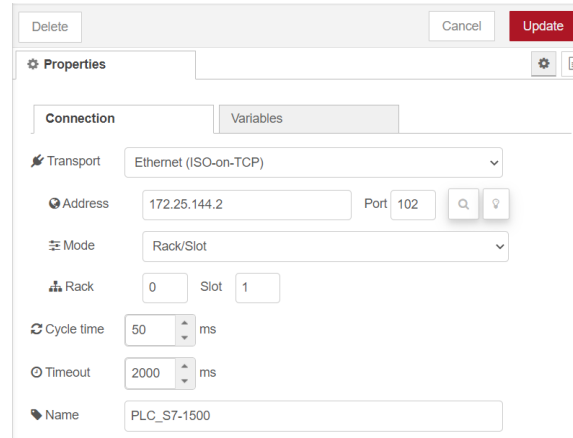 Delete Cancel Update
Properties
Connection Variables
Transport Ethernet (ISO-on-TCP)
Address 172.25.144.2 Port 102
Mode Rack/Slot
Rack 0 Slot 1
Cycle time 50 ms
Timeout 2000 ms
Name PLC_S7-1500